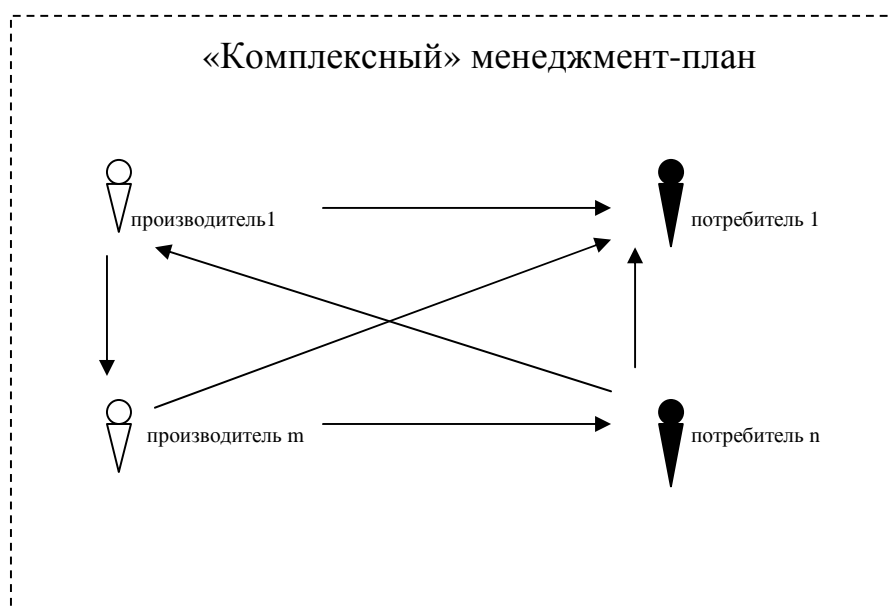 «Комплексный» менеджмент-план
производитель1
потребитель 1
производитель m
потребитель n